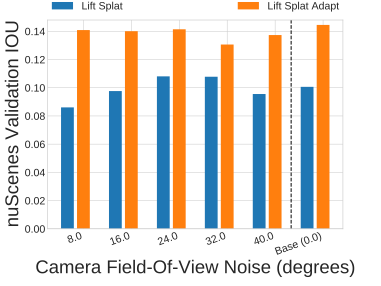 Lift Splat
Lift Splat Adapt
nuScenes Validation IOU
0.14
0.12
0.10
0.08
0.06
0.04
0.02
0.00
8.0
16.0
24.0
32.0
40.0
Base (0.0)
Camera Field-Of-View Noise (degrees)